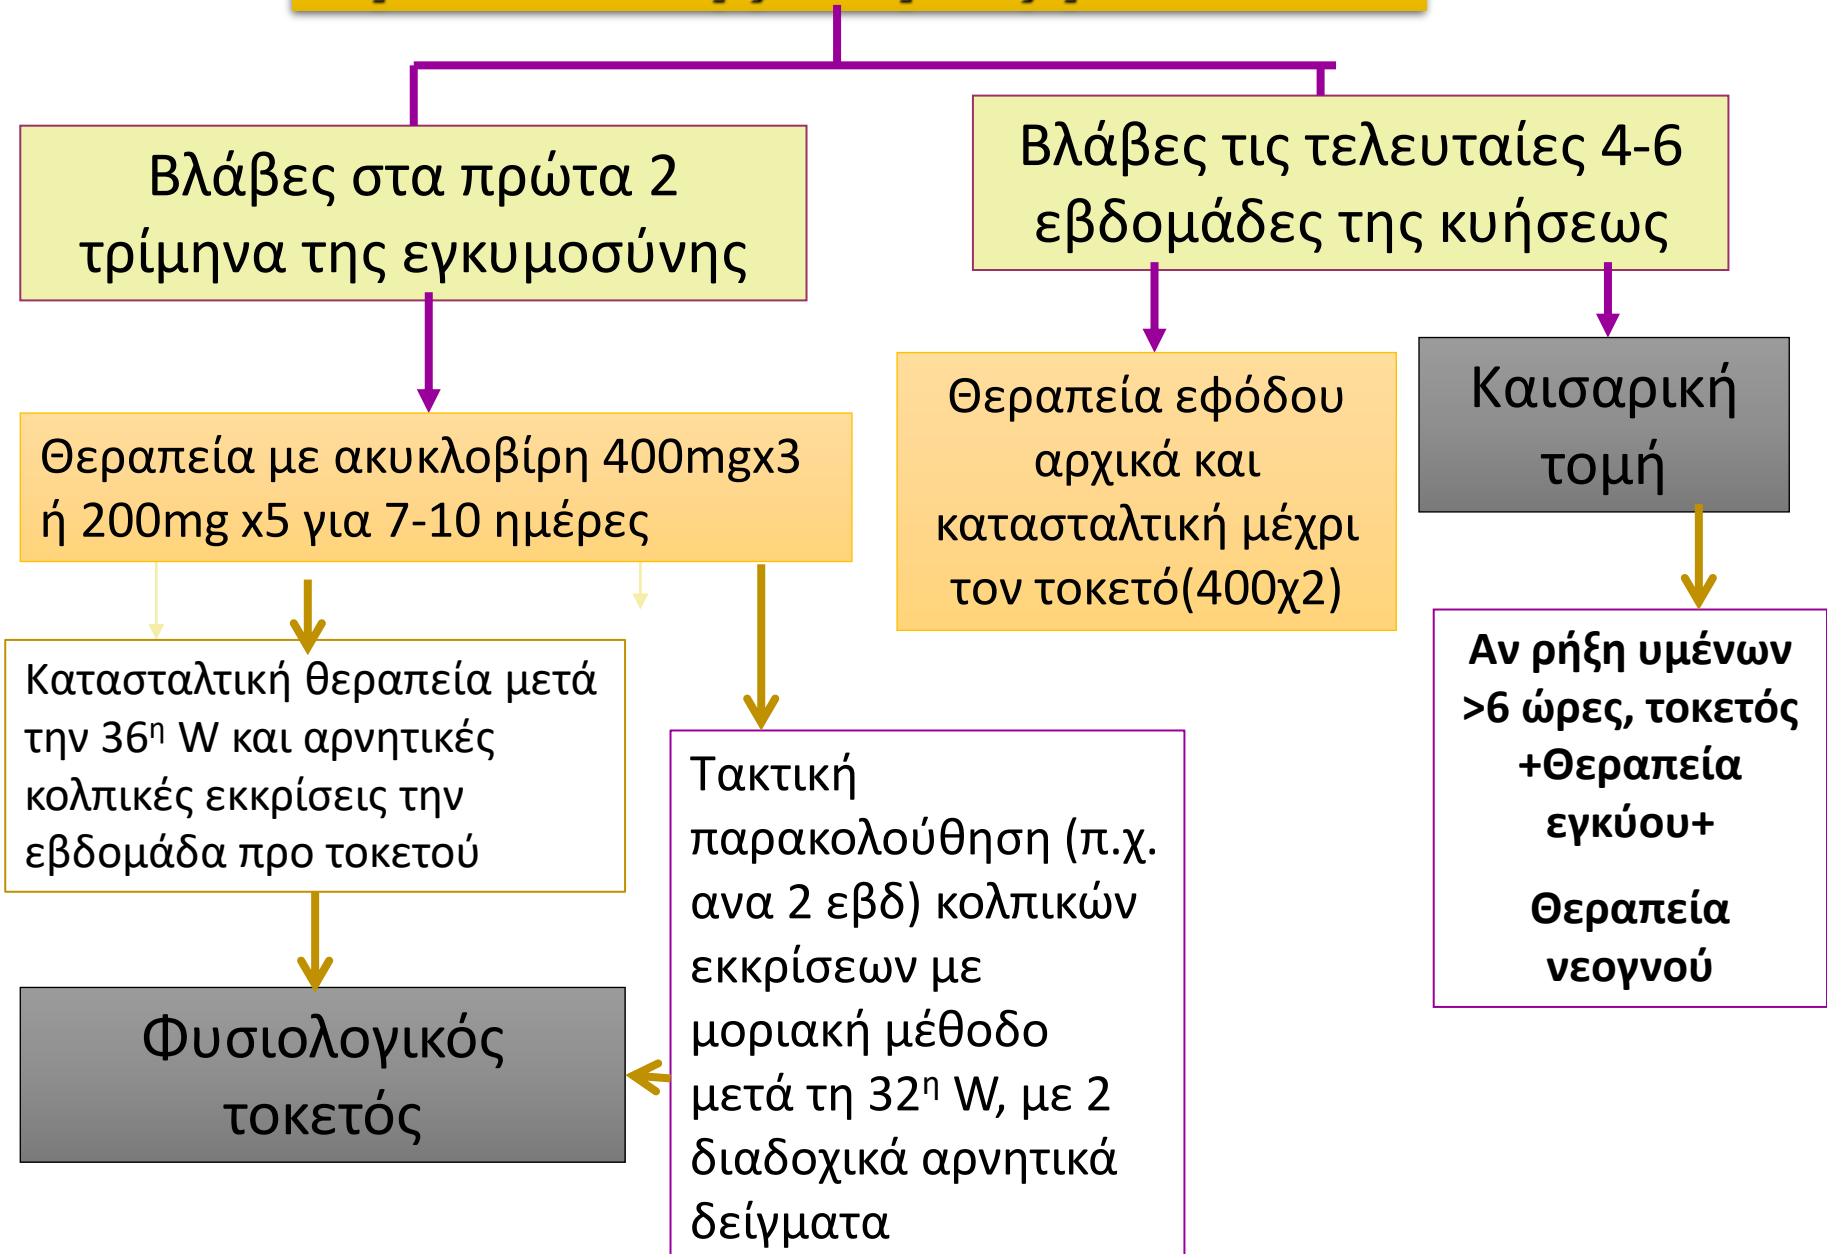 Βλάβες στα πρώτα 2
τρίμηνα της εγκυμοσύνης
Βλάβες τις τελευταίες 4-6
εβδομάδες της κυήσεως
Θεραπεία με ακυκλοβίρη 400mgx3
ή 200mg x5 για 7-10 ημέρες
Θεραπεία εφόδου
αρχικά και
κατασταλτική μέχρι
τον τοκετό(400χ2)
Καισαρική
τομή
Κατασταλτική θεραπεία μετά
την 36η W και αρνητικές
κολπικές εκκρίσεις την
εβδομάδα προ τοκετού
Τακτική
παρακολούθηση (π.χ.
ανα 2 εβδ) κολπικών
εκκρίσεων με
μοριακή μέθοδο
μετά τη 32η W, με 2
διαδοχικά αρνητικά
δείγματα
Αν ρήξη υμένων
>6 ώρες, τοκετός
+Θεραπεία
εγκύου+
Θεραπεία
νεογνού
Φυσιολογικός
τοκετός